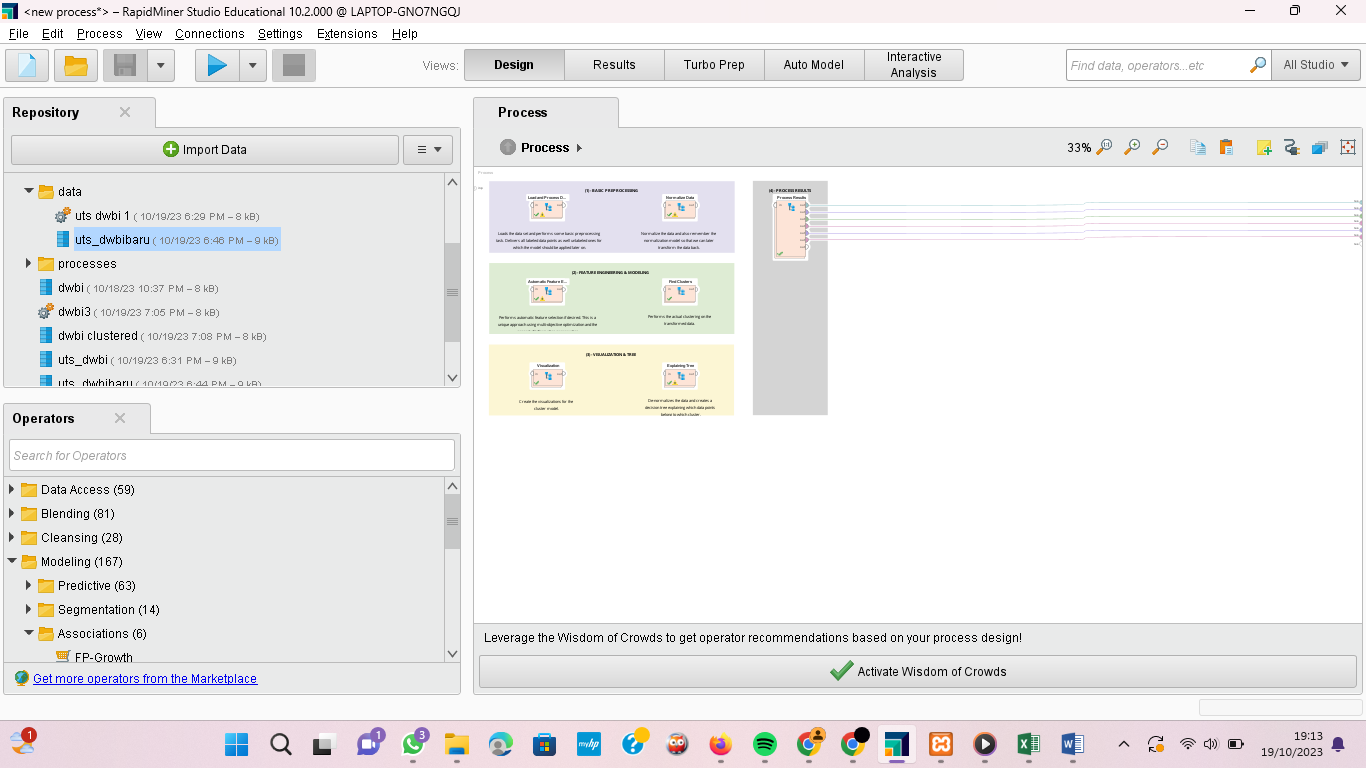 <new process*> – RapidMiner Studio Educational 10.2.000 @ LAPTOP-GNO7NGQJ
File Edit Process View Connections Settings Extensions Help
Views: Design Results Turbo Prep Auto Model Interactive Analysis
Find data, operators...etc All Studio
Repository
Import Data
data
uts dwbi 1 ( 10/19/23 6:29 PM – 8 kB)
uts_dwbibaru ( 10/19/23 6:46 PM – 9 kB)
processes
dwbi ( 10/18/23 10:37 PM – 8 kB)
dwbi3 ( 10/19/23 7:05 PM – 8 kB)
dwbi clustered ( 10/19/23 7:08 PM – 8 kB)
uts_dwbi ( 10/19/23 6:31 PM – 9 kB)
uts_dwbibaru ( 10/19/23 6:44 PM – 9 kB)
Operators
Search for Operators
Data Access (59)
Blending (81)
Cleansing (28)
Modeling (167)
Predictive (63)
Segmentation (14)
Associations (6)
FP-Growth
Get more operators from the Marketplace
Process
Process
33%
Process
(1) - BASIC PREPROCESSING
Load and Process D...
Normalize Data
Loads the data set and performs some basic preprocessing
task. Delivers all labeled data points as well unlabeled ones for
which the model should be applied later on.
Normalize the data and also remember the
normalization model so that we can later
transform the data back.
(2) - FEATURE ENGINEERING & MODELING
Automatic Feature E...
Find Clusters
Performs automatic feature selection if desired. This is a
unique approach using multi-objective optimization and the
Performs the actual clustering on the
transformed data.
(3) - VISUALIZATION & TREE
Visualization
Explaining Tree
Create the visualizations for the
cluster model.
De-normalizes the data and creates a
decision tree explaining which data points
belong to which cluster.
(4) - PROCESS RESULTS
Process Results
Leverage the Wisdom of Crowds to get operator recommendations based on your process design!
Activate Wisdom of Crowds
1
1
3
myhp
19:13
19/10/2023